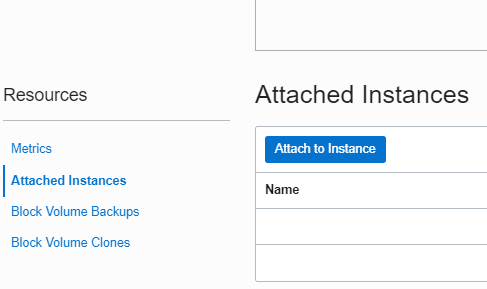 Resources
Metrics
Attached Instances
Block Volume Backups
Block Volume Clones
Attached Instances
Attach to Instance
Name